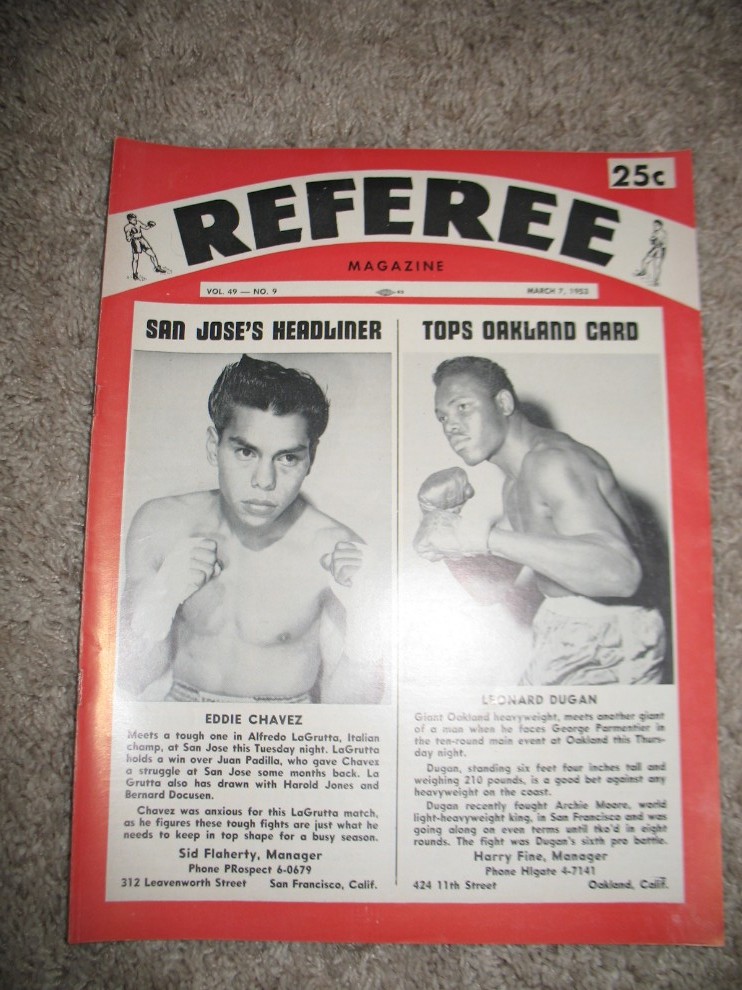 25c
REFEREE
MAGAZINE
VOL. 49 — NO. 9
MARCH 7, 1953
SAN JOSE'S HEADLINER
EDDIE CHAVEZ
Meets a tough one in Alfredo LaGrutta, Italian
champ, at San Jose this Tuesday night. LaGrutta
holds a win over Juan Padilla, who gave Chavez
a struggle at San Jose some months back. La
Grutta also has drawn with Harold Jones and
Bernard Docusen.
Chavez was anxious for this LaGrutta match,
as he figures these tough fights are just what he
needs to keep in top shape for a busy season.
Sid Flaherty, Manager
Phone PRospect 6-0679
312 Leavenworth Street San Francisco, Calif.
TOPS OAKLAND CARD
LEONARD DUGAN
Giant Oakland heavyweight, meets another giant
of a man when he faces George Parmentier in
the ten-round main event at Oakland this Thurs-
day night.
Dugan, standing six feet four inches tall and
weighing 210 pounds, is a good bet against any
heavyweight on the coast.
Dugan recently fought Archie Moore, world
light-heavyweight king, in San Francisco and was
going along on even terms until tko'd in eight
rounds. The fight was Dugan's sixth pro battle.
Harry Fine, Manager
Phone HIgate 4-7141
424 11th Street Oakland, Calif.